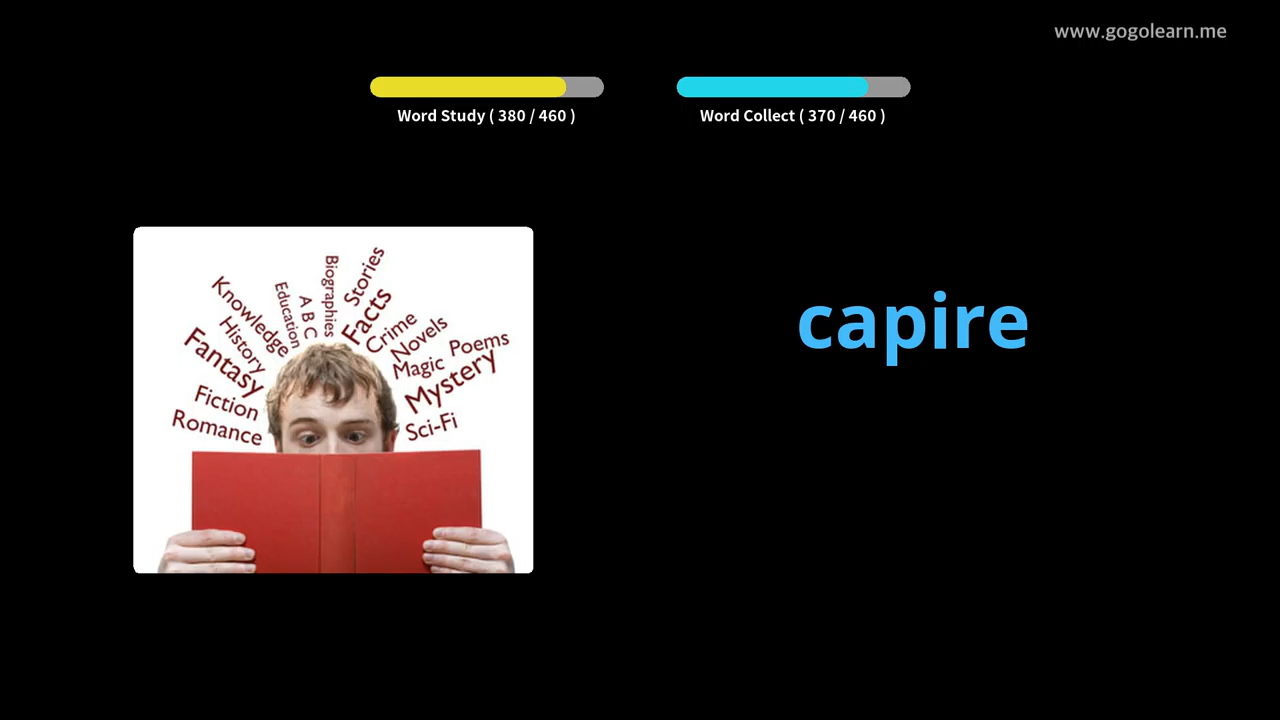 www.gogolearn.me
Word Study ( 380 / 460 )
Word Collect ( 370 / 460 )
Biographies
Stories
Education
A B C
Facts
Knowledge
Crime
History
Novels
Fantasy
Magic
Poems
Mystery
Fiction
Romance
Sci-Fi
capire